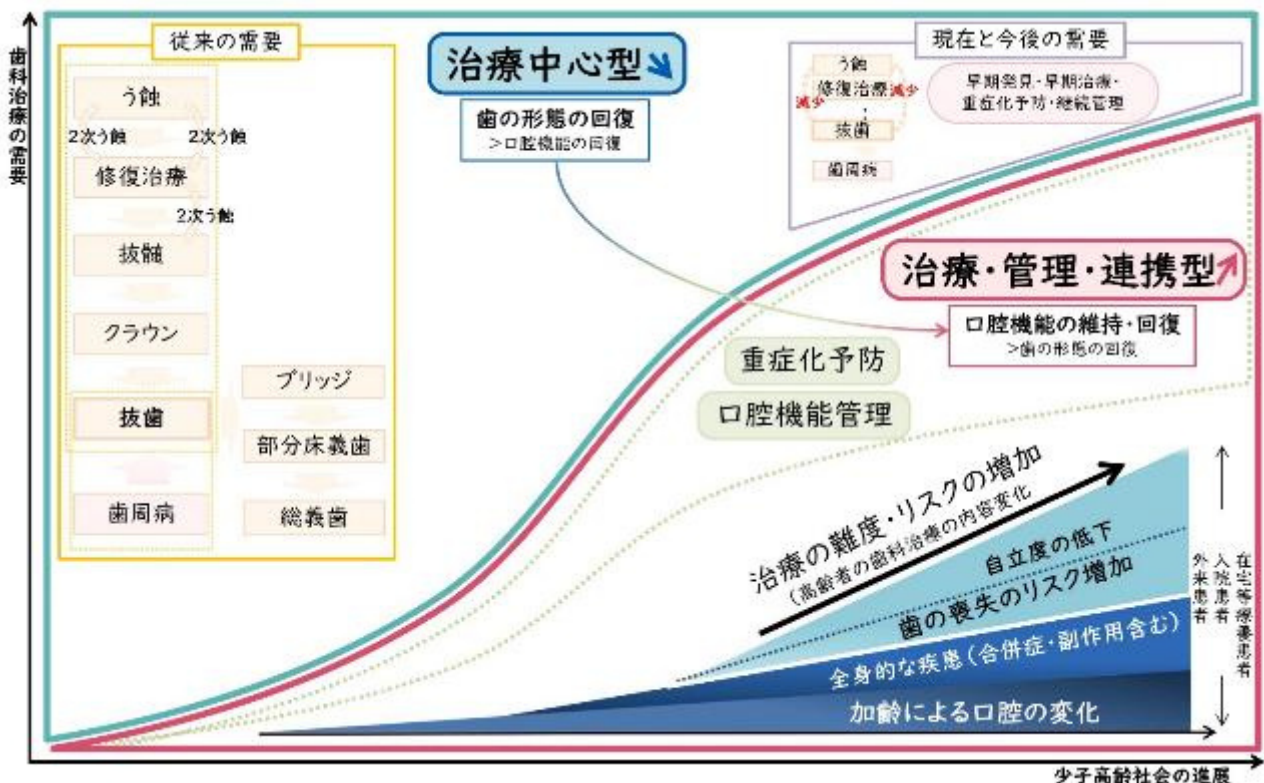 歯科治療の需要
従来の需要
う蝕
2次う蝕
2次う蝕
修復治療
2次う蝕
抜髄
クラウン
抜歯
歯周病
ブリッジ
部分床義歯
総義歯
治療中心型
歯の形態の回復
>口腔機能の回復
現在と今後の需要
う蝕
修復治療
減少
減少
抜歯
歯周病
早期発見・早期治療・
重症化予防・継続管理
治療・管理・連携型
口腔機能の維持・回復
>歯の形態の回復
重症化予防
口腔機能管理
治療の難度・リスクの増加
(高齢者の歯科治療の内容変化)
自立度の低下
歯の喪失のリスク増加
全身的な疾患(合併症・副作用含む)
加齢による口腔の変化
在宅等療養患者
入院患者
外来患者
少子高齢社会の進展